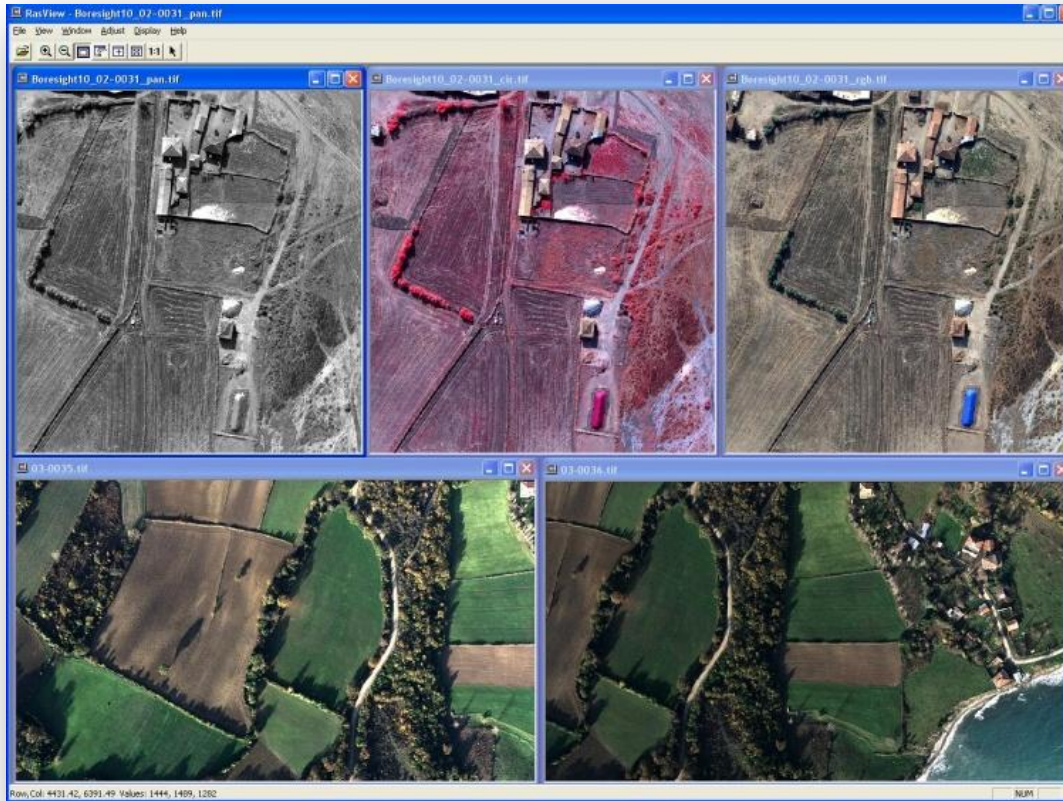 RasView - Boresight10_02-0031_pan.tif
File View Window Adjust Display Help
1:1
Boresight10_02-0031_pan.tif
Boresight10_02-0031_cir.tif
Boresight10_02-0031_rgb.tif
03-0035.tif
03-0036.tif
Row,Col: 4431.42, 6391.49 Values: 1444, 1489, 1282
NUM